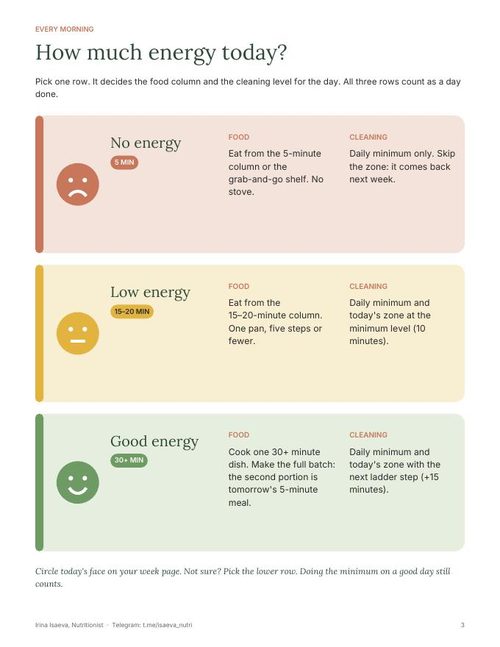 EVERY MORNING
How much energy today?
Pick one row. It decides the food column and the cleaning level for the day. All three rows count as a day
done.
No energy
5 MIN
FOOD
Eat from the 5-minute
column or the
grab-and-go shelf. No
stove.
CLEANING
Daily minimum only. Skip
the zone: it comes back
next week.
Low energy
15–20 MIN
FOOD
Eat from the
15–20-minute column.
One pan, five steps or
fewer.
CLEANING
Daily minimum and
today's zone at the
minimum level (10
minutes).
Good energy
30+ MIN
FOOD
Cook one 30+ minute
dish. Make the full batch:
the second portion is
tomorrow's 5-minute
meal.
CLEANING
Daily minimum and
today's zone with the
next ladder step (+15
minutes).
Circle today's face on your week page. Not sure? Pick the lower row. Doing the minimum on a good day still
counts.
Irina Isaeva, Nutritionist · Telegram: t.me/isaeva_nutri
3